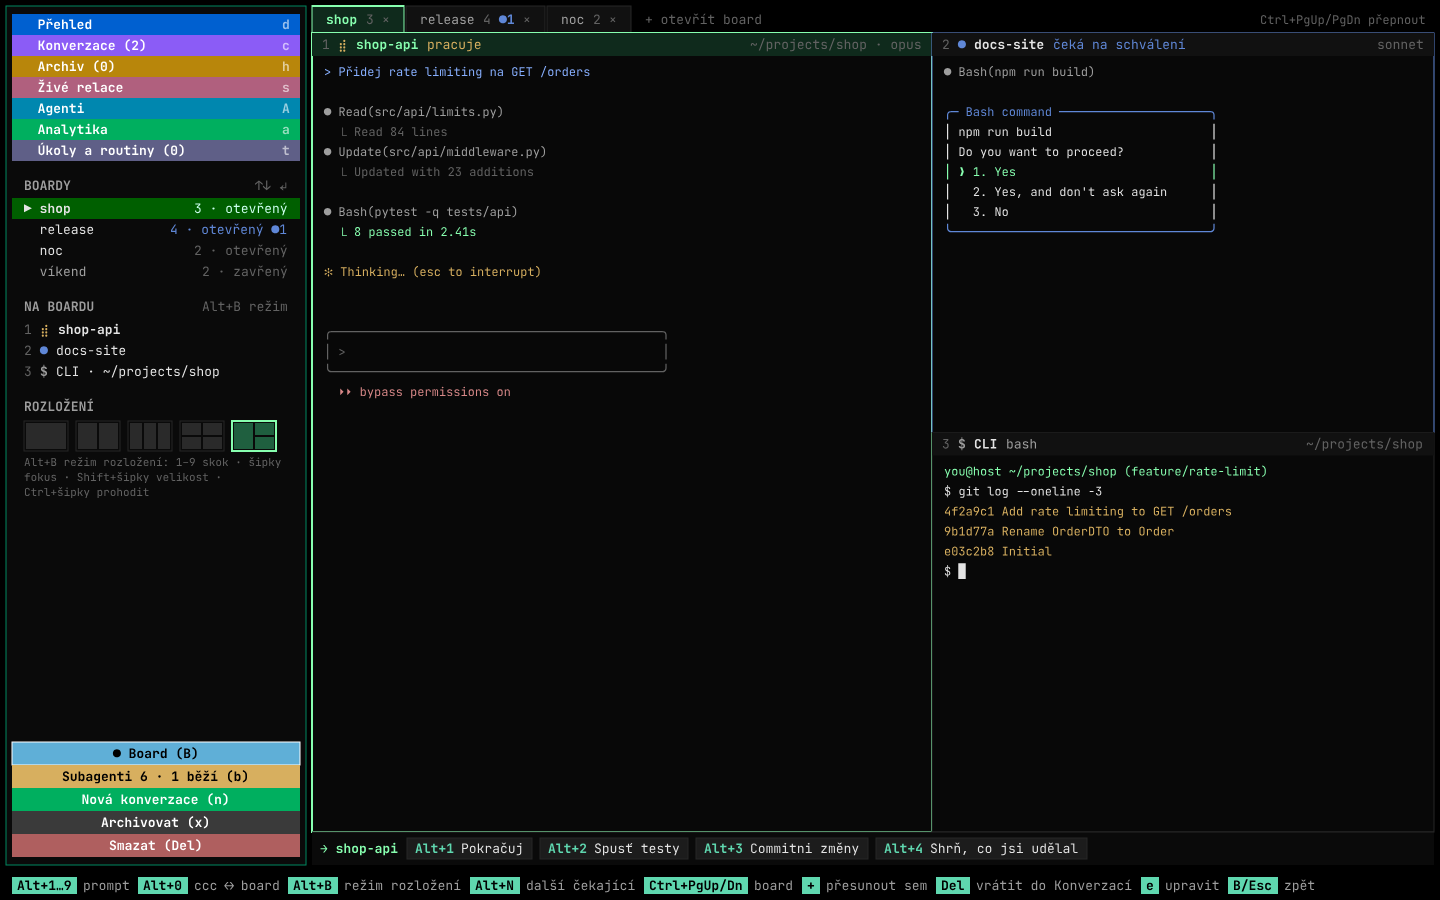 Přehled d
Konverzace (2) c
Archiv (0) h
Živé relace s
Agenti A
Analytika a
Úkoly a routiny (0) t
BOARDY ↑↓ ↲
▶ shop 3 · otevřený
release 4 · otevřený ●1
noc 2 · otevřený
víkend 2 · zavřený
NA BOARDU Alt+B režim
1 shop-api
2 ● docs-site
3 $ CLI · ~/projects/shop
ROZLOŽENÍ
Alt+B režim rozložení: 1–9 skok · šipky
fokus · Shift+šipky velikost ·
Ctrl+šipky prohodit
● Board (B)
Subagenti 6 · 1 běží (b)
Nová konverzace (n)
Archivovat (x)
Smazat (Del)
shop 3 × release 4 ●1 × noc 2 × + otevřít board Ctrl+PgUp/PgDn přepnout
1 shop-api pracuje ~/projects/shop · opus
> Přidej rate limiting na GET /orders
● Read(src/api/limits.py)
└ Read 84 lines
● Update(src/api/middleware.py)
└ Updated with 23 additions
● Bash(pytest -q tests/api)
└ 8 passed in 2.41s
✻ Thinking… (esc to interrupt)
>
⏵⏵ bypass permissions on
2 ● docs-site čeká na schválení sonnet
● Bash(npm run build)
Bash command
npm run build
Do you want to proceed?
❯ 1. Yes
2. Yes, and don't ask again
3. No
3 $ CLI bash ~/projects/shop
you@host ~/projects/shop (feature/rate-limit)
$ git log --oneline -3
4f2a9c1 Add rate limiting to GET /orders
9b1d77a Rename OrderDTO to Order
e03c2b8 Initial
$
→ shop-api Alt+1 Pokračuj Alt+2 Spusť testy Alt+3 Commitni změny Alt+4 Shrň, co jsi udělal
Alt+1…9 prompt Alt+0 ccc ↔ board Alt+B režim rozložení Alt+N další čekající Ctrl+PgUp/Dn board + přesunout sem Del vrátit do Konverzací e upravit B/Esc zpět